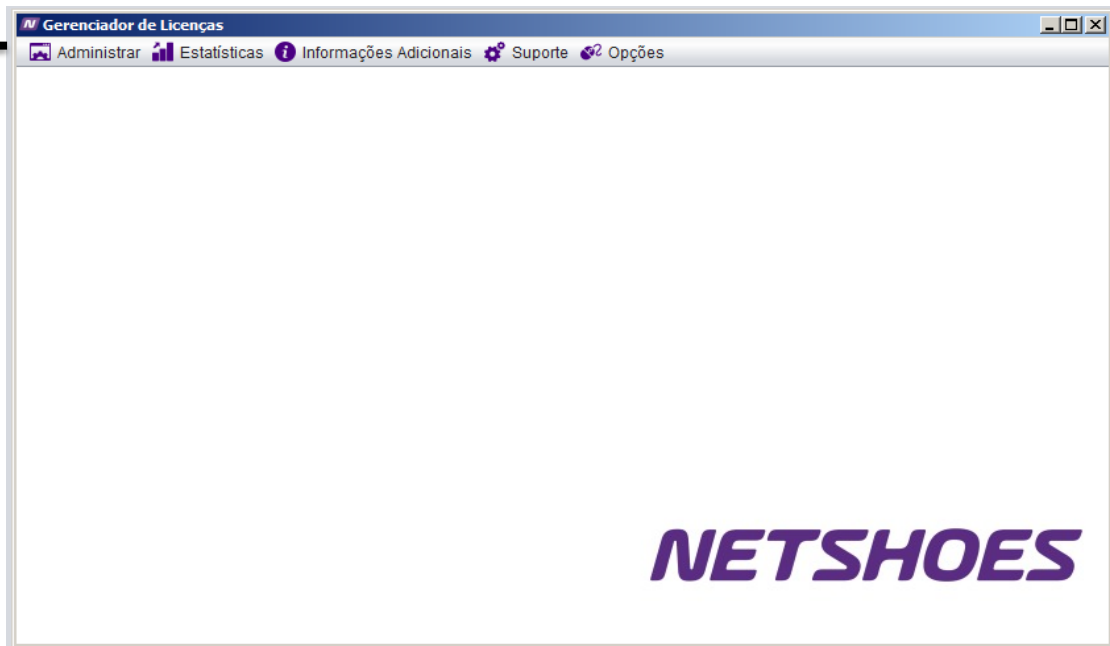 Gerenciador de Licenças
Administrar Estatísticas Informações Adicionais Suporte Opções
NETSHOES